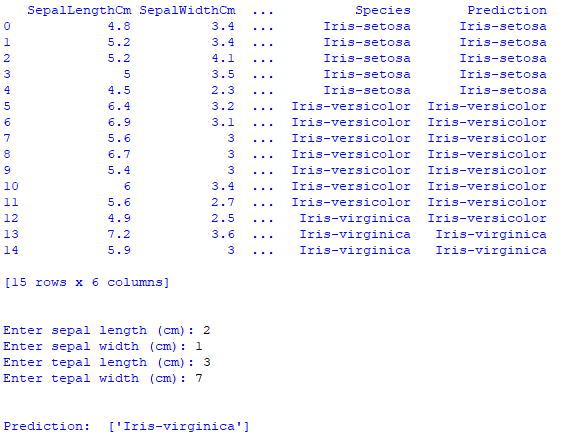 SepalLengthCm SepalWidthCm ... Species Prediction
0 4.8 3.4 ... Iris-setosa Iris-setosa
1 5.2 3.4 ... Iris-setosa Iris-setosa
2 5.2 4.1 ... Iris-setosa Iris-setosa
3 5 3.5 ... Iris-setosa Iris-setosa
4 4.5 2.3 ... Iris-setosa Iris-setosa
5 6.4 3.2 ... Iris-versicolor Iris-versicolor
6 6.9 3.1 ... Iris-versicolor Iris-versicolor
7 5.6 3 ... Iris-versicolor Iris-versicolor
8 6.7 3 ... Iris-versicolor Iris-versicolor
9 5.4 3 ... Iris-versicolor Iris-versicolor
10 6 3.4 ... Iris-versicolor Iris-versicolor
11 5.6 2.7 ... Iris-versicolor Iris-versicolor
12 4.9 2.5 ... Iris-virginica Iris-versicolor
13 7.2 3.6 ... Iris-virginica Iris-virginica
14 5.9 3 ... Iris-virginica Iris-virginica
[15 rows x 6 columns]
Enter sepal length (cm): 2
Enter sepal width (cm): 1
Enter tepal length (cm): 3
Enter tepal width (cm): 7
Prediction: ['Iris-virginica']